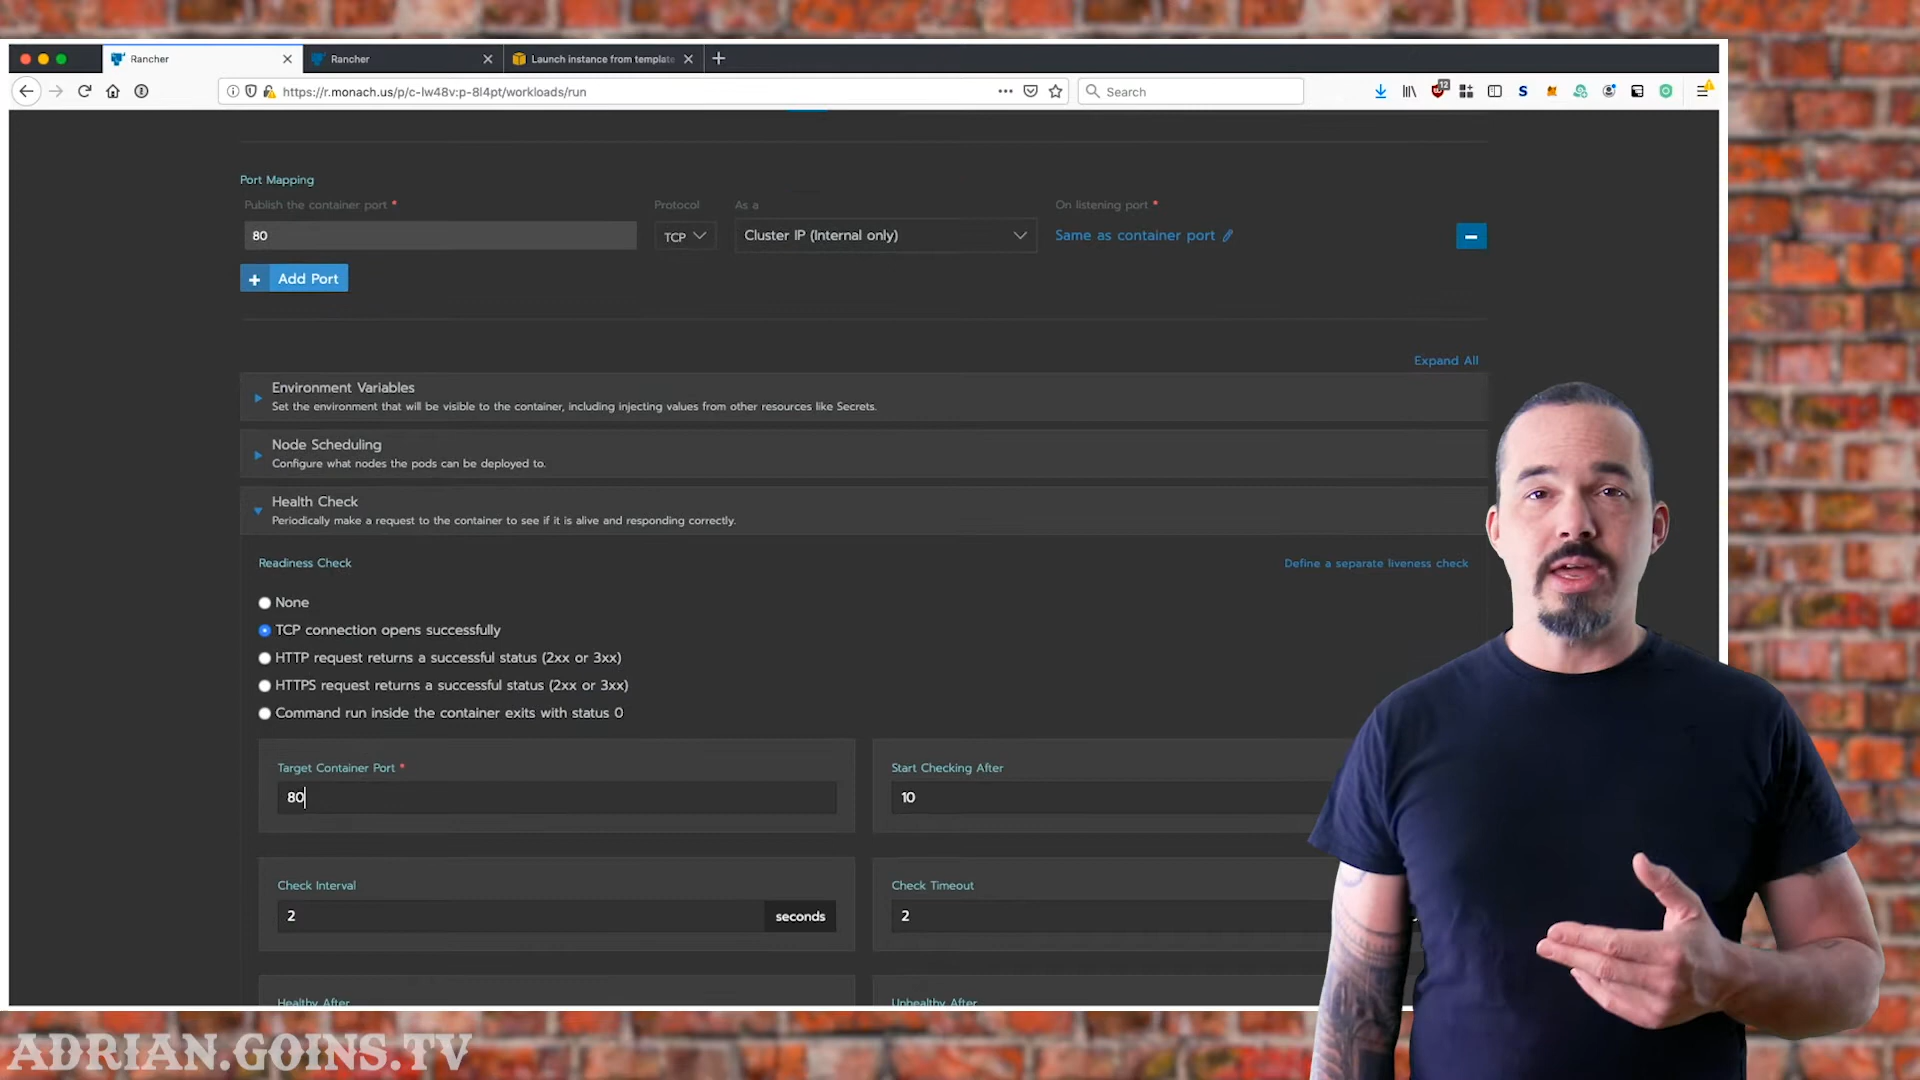 Rancher
Rancher
Launch instance from template
https://r.monach.us/p/c-lw48v:p-8l4pt/workloads/run
Search
12
Port Mapping
Publish the container port *
Protocol
As a
On listening port *
80
TCP
Cluster IP (Internal only)
Same as container port
Add Port
Expand All
Environment Variables
Set the environment that will be visible to the container, including injecting values from other resources like Secrets.
Node Scheduling
Configure what nodes the pods can be deployed to.
Health Check
Periodically make a request to the container to see if it is alive and responding correctly.
Readiness Check
Define a separate liveness check
None
TCP connection opens successfully
HTTP request returns a successful status (2xx or 3xx)
HTTPS request returns a successful status (2xx or 3xx)
Command run inside the container exits with status 0
Target Container Port *
Start Checking After
80
10
Check Interval
Check Timeout
2
seconds
2
Healthy After
Unhealthy After
ADRIAN.GOINS.TV